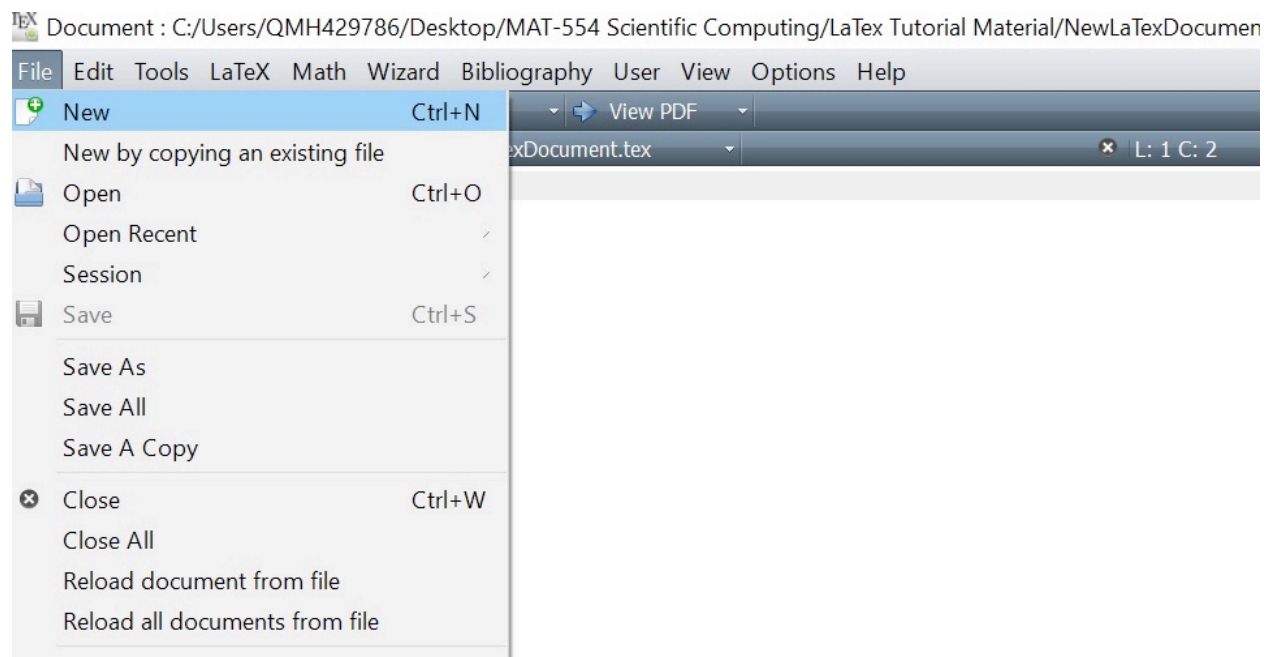 TEX Document : C:/Users/QMH429786/Desktop/MAT-554 Scientific Computing/LaTex Tutorial Material/NewLaTexDocumen
File Edit Tools LaTeX Math Wizard Bibliography User View Options Help
New Ctrl+N View PDF
New by copying an existing file exDocument.tex L: 1 C: 2
Open Ctrl+O
Open Recent
Session
Save Ctrl+S
Save As
Save All
Save A Copy
Close Ctrl+W
Close All
Reload document from file
Reload all documents from file